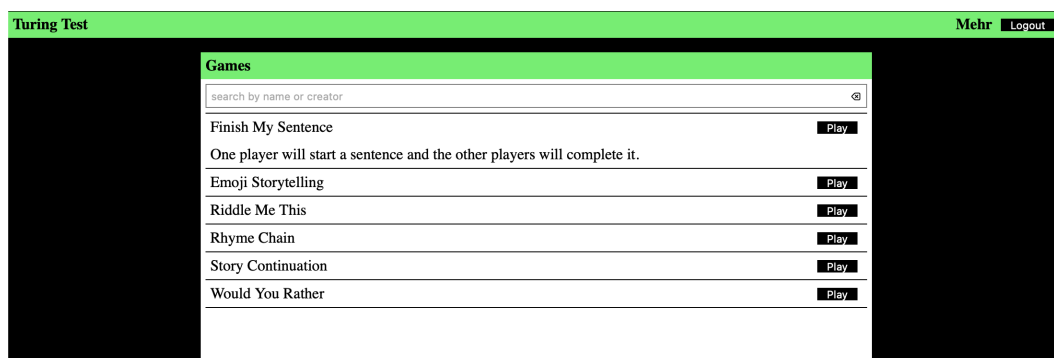 Turing Test Mehr Logout
Games
search by name or creator
Finish My Sentence Play
One player will start a sentence and the other players will complete it.
Emoji Storytelling Play
Riddle Me This Play
Rhyme Chain Play
Story Continuation Play
Would You Rather Play